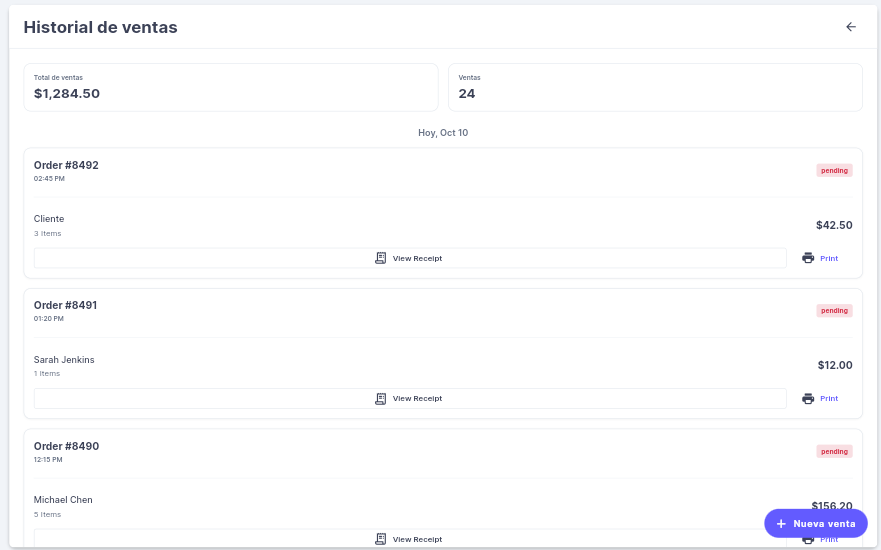 Historial de ventas
Total de ventas
$1,284.50
Ventas
24
Hoy, Oct 10
Order #8492
02:45 PM
pending
Cliente
3 Items
$42.50
View Receipt
Print
Order #8491
01:20 PM
pending
Sarah Jenkins
1 Items
$12.00
View Receipt
Print
Order #8490
12:15 PM
pending
Michael Chen
5 Items
$156.20
View Receipt
Print
Nueva venta